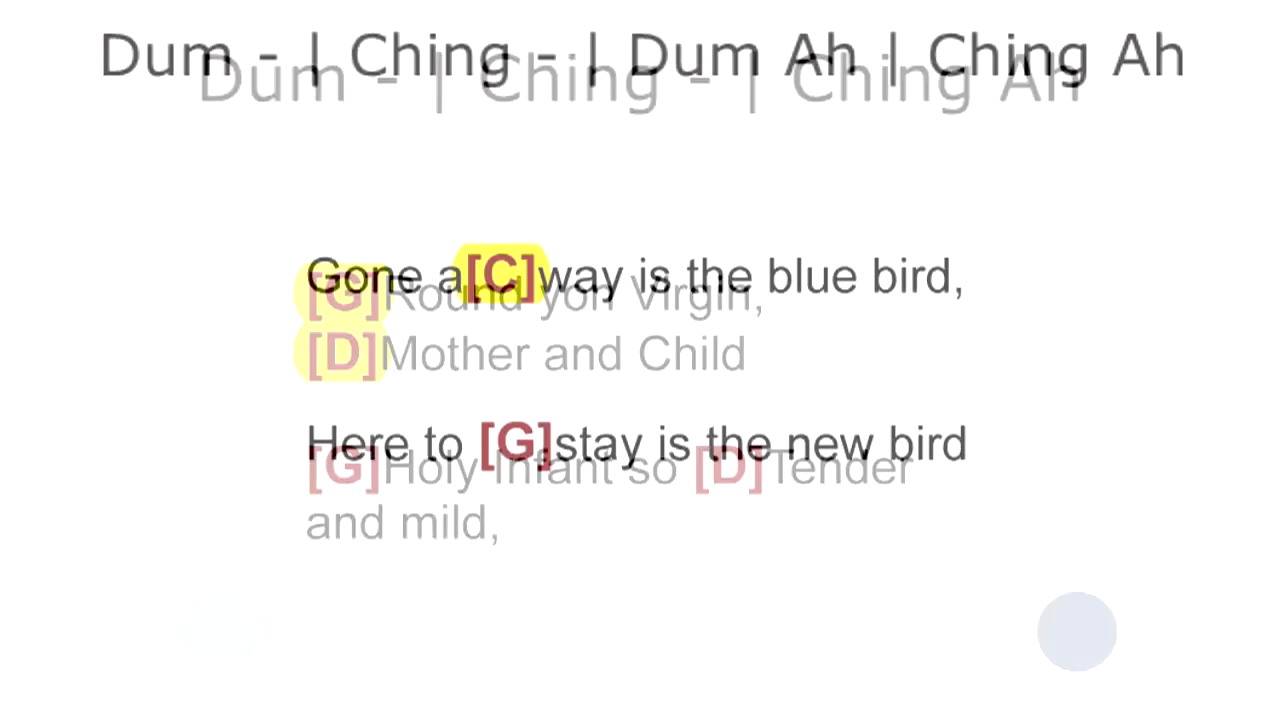 Dum - | Ching - | Dum Ah | Ching Ah
Dum - | Ching - | Ching Ah
Gone a[C]way is the blue bird,
[G]Round yon Virgin,
[D]Mother and Child
Here to [G]stay is the new bird
[G]Holy Infant so [D]Tender
and mild,